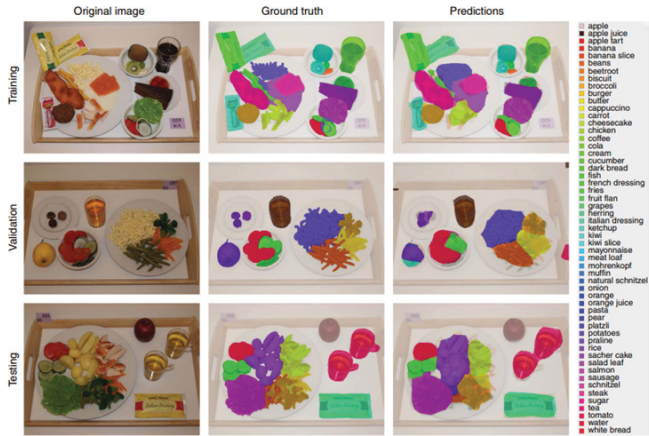 Original image
Ground truth
Predictions
Training
Validation
Testing
apple
apple juice
apple tart
banana
banana slice
beans
beetroot
biscuit
broccoli
burger
butter
cappuccino
carrot
cheesecake
chicken
coffee
cola
cream
cucumber
dark bread
fish
french dressing
fries
fruit flan
grapes
herring
italian dressing
ketchup
kiwi
kiwi slice
mayonnaise
meat loaf
mohrenkopf
muffin
natural schnitzel
onion
orange
orange juice
pasta
pear
platzli
potatoes
praline
rice
sacher cake
salad leaf
salmon
sausage
schnitzel
steak
sugar
tea
tomato
water
white bread